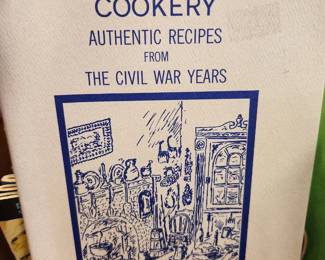 COOKERY
AUTHENTIC RECIPES
FROM
THE CIVIL WAR YEARS